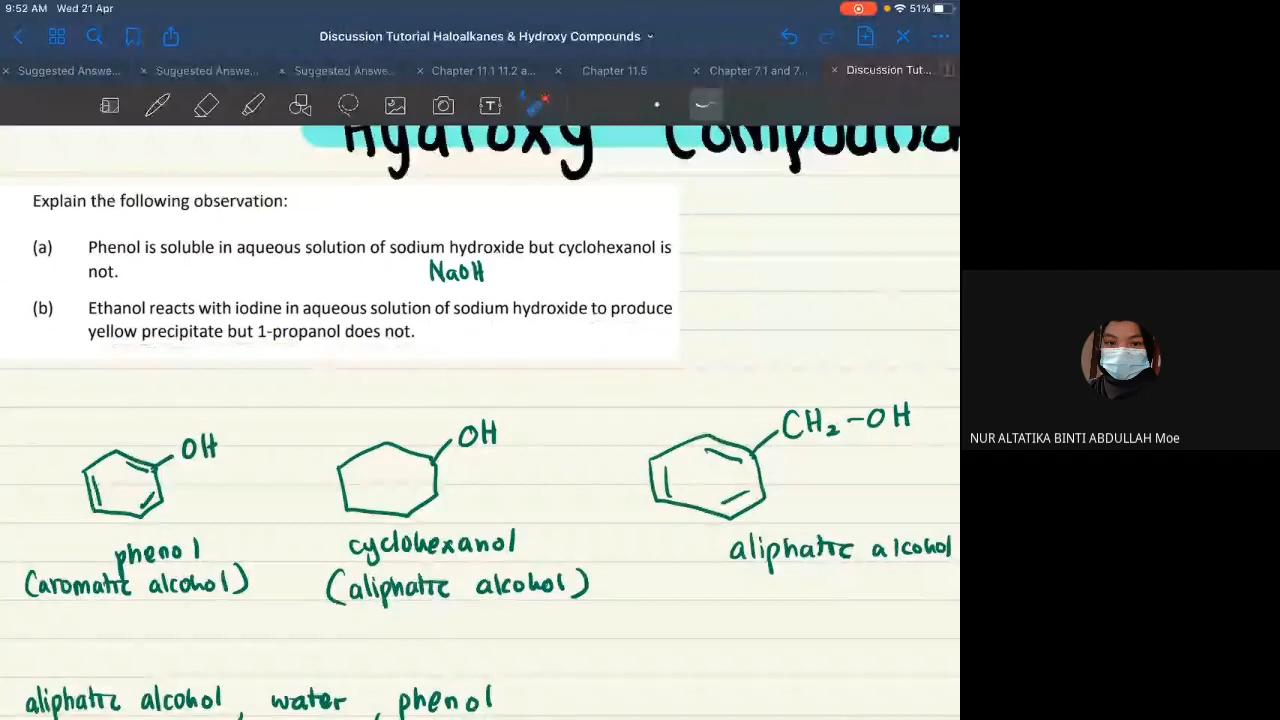 9:52 AM Wed 21 Apr 51%
Discussion Tutorial Haloalkanes & Hydroxy Compounds
Suggested Answe... Suggested Answe... Suggested Answe... Chapter 11.1 11.2 a... Chapter 11.5 Chapter 7.1 and 7... Discussion Tut...
Hydroxy Compound
Explain the following observation:
(a) Phenol is soluble in aqueous solution of sodium hydroxide but cyclohexanol is
not.
NaOH
(b) Ethanol reacts with iodine in aqueous solution of sodium hydroxide to produce
yellow precipitate but 1-propanol does not.
NUR ALTATIKA BINTI ABDULLAH Moe
OH OH CH₂-OH
phenol cyclohexanol aliphatic alcohol
(aromatic alcohol) (aliphatic alcohol)
aliphatic alcohol, water, phenol